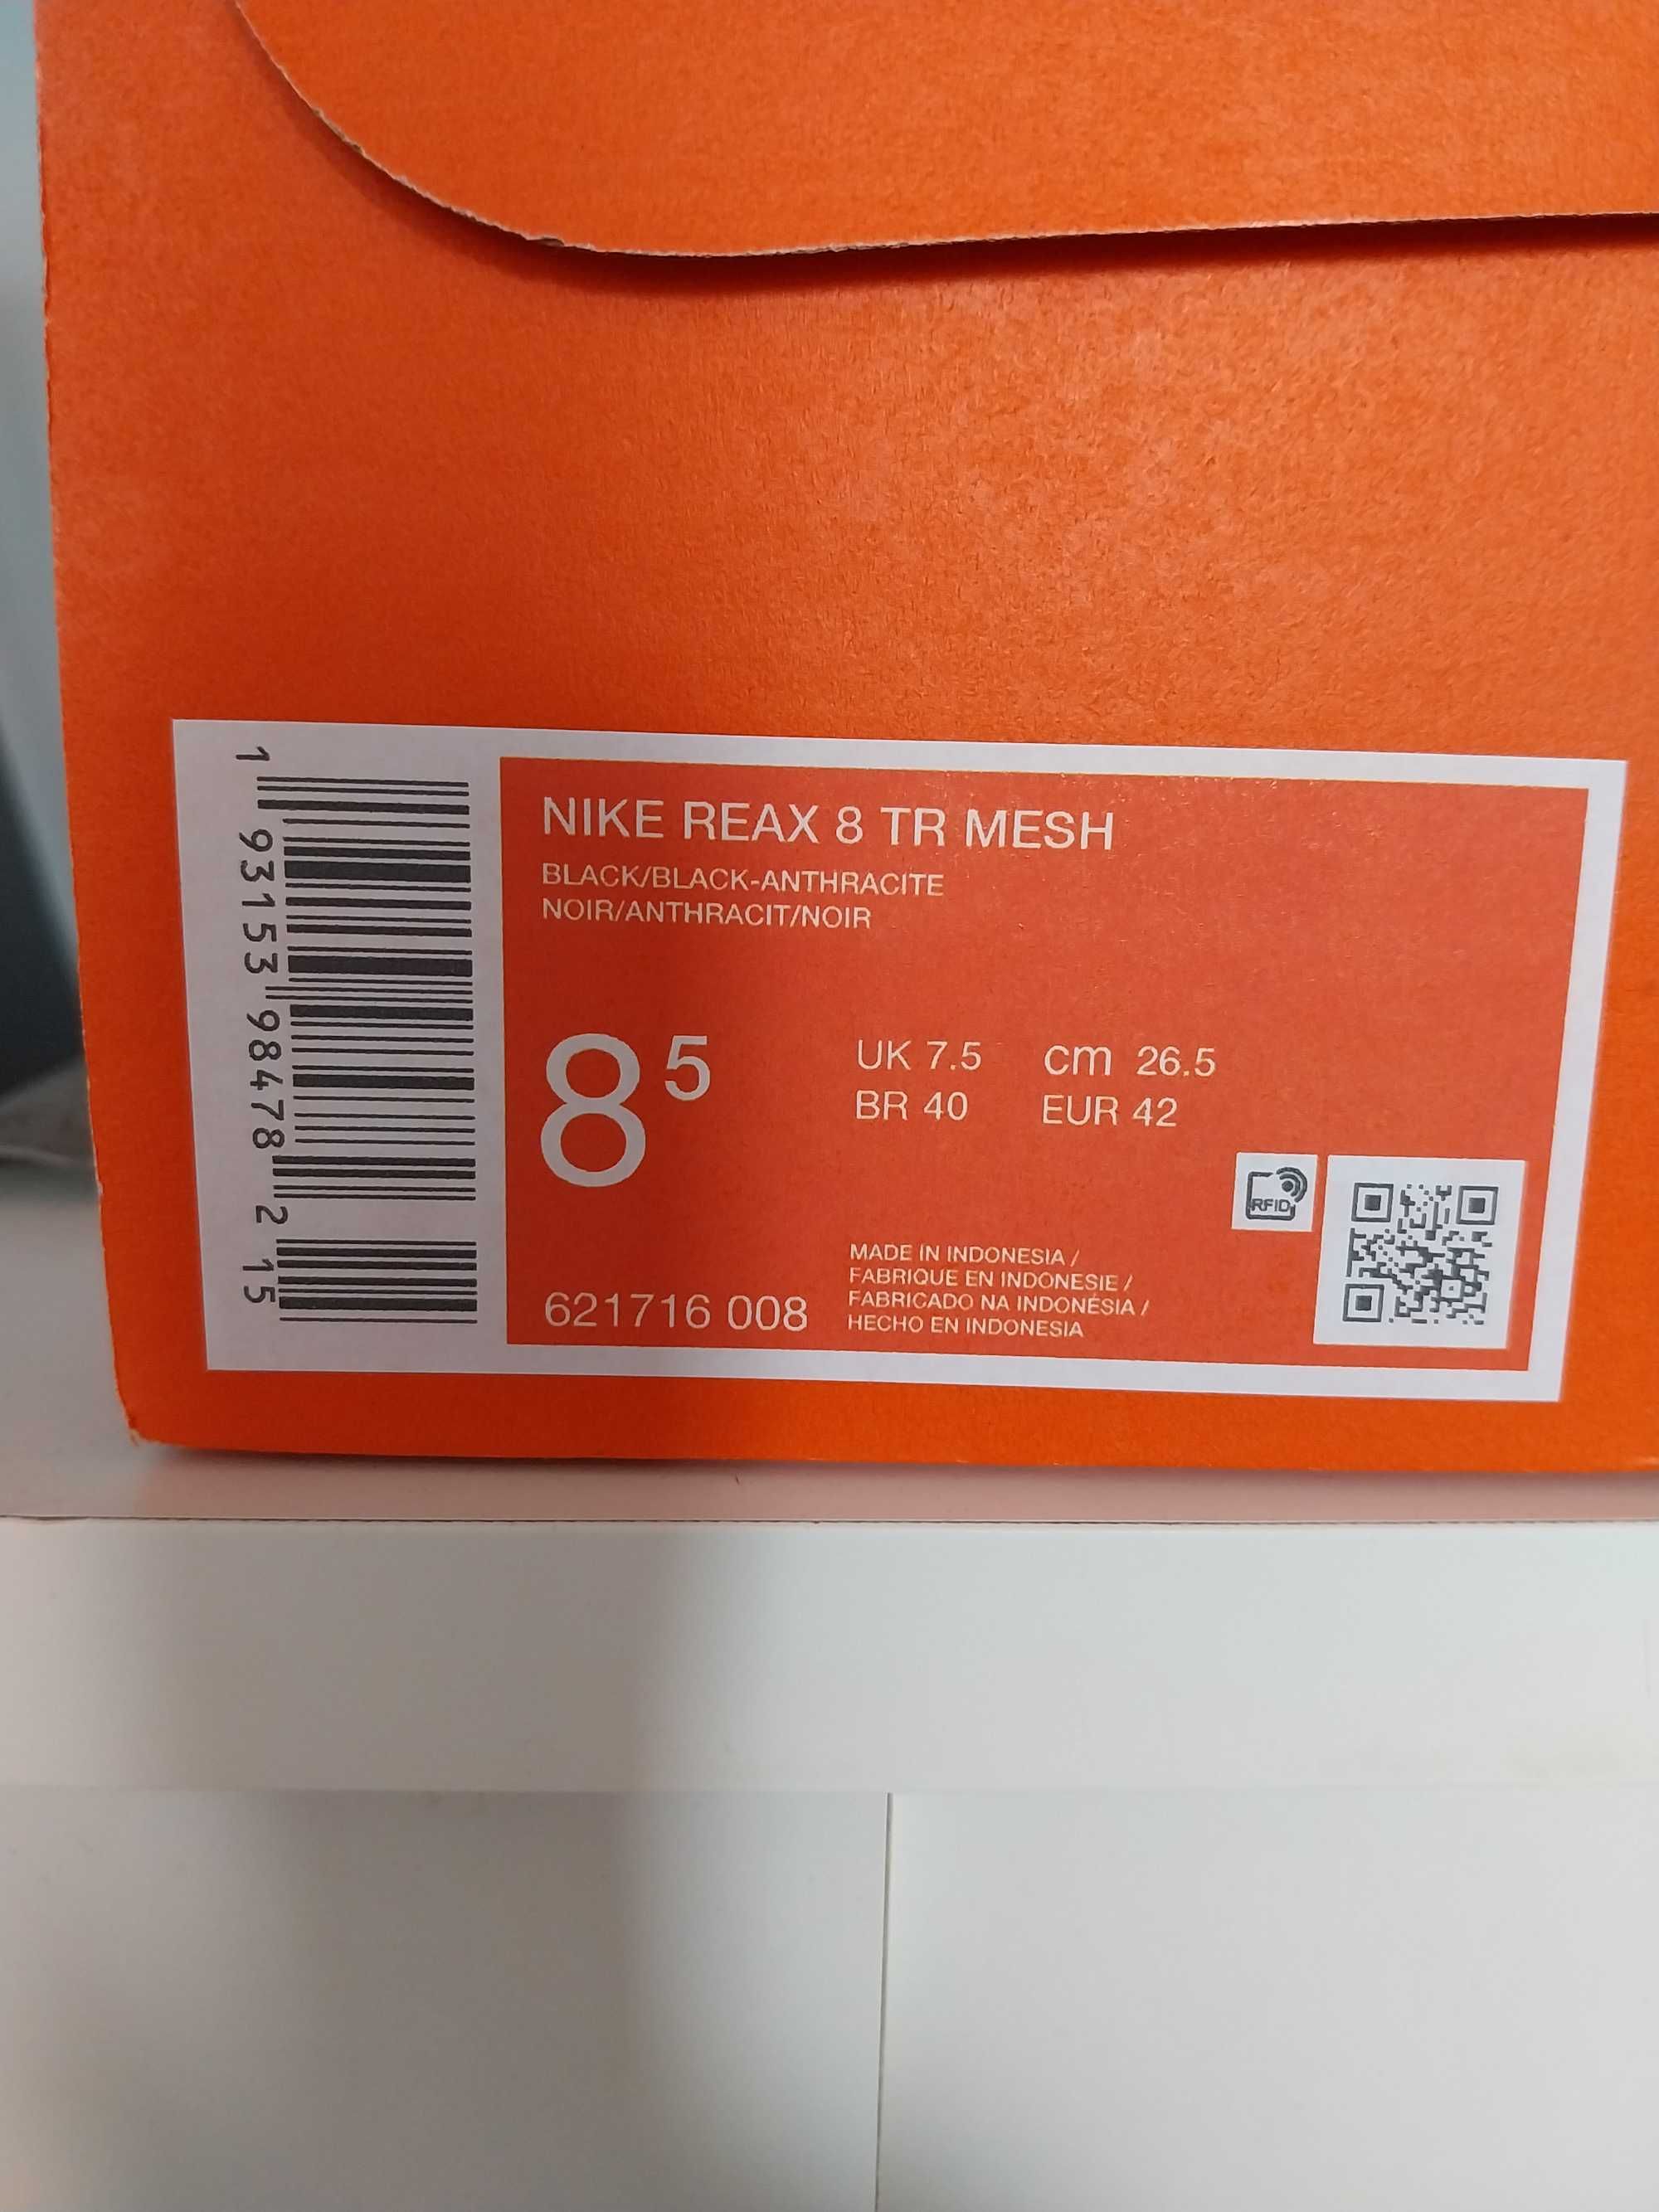 1 93153 98478 2 15
NIKE REAX 8 TR MESH
BLACK/BLACK-ANTHRACITE
NOIR/ANTHRACIT/NOIR
8 5
UK 7.5 cm 26.5
BR 40 EUR 42
RFID
621716 008
MADE IN INDONESIA /
FABRIQUE EN INDONESIE /
FABRICADO NA INDONÉSIA /
HECHO EN INDONESIA